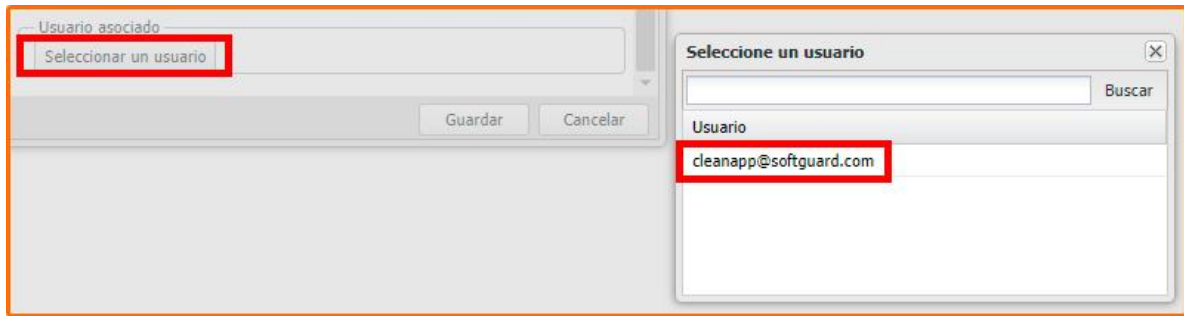 Usuario asociado
Seleccionar un usuario
Guardar Cancelar
Seleccione un usuario
Buscar
Usuario
cleanapp@softguard.com